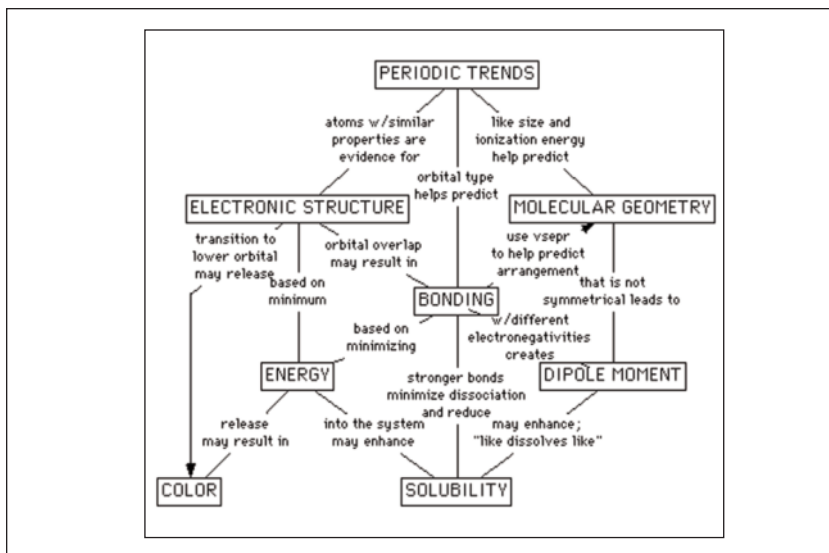 PERIODIC TRENDS
atoms w/similar
properties are
evidence for
like size and
ionization energy
help predict
orbital type
helps predict
ELECTRONIC STRUCTURE
MOLECULAR GEOMETRY
transition to
lower orbital
may release
orbital overlap
may result in
use vsepr
to help predict
arrangement
based on
minimum
that is not
symmetrical leads to
BONDING
based on
minimizing
w/different
electronegativities
creates
ENERGY
stronger bonds
minimize dissociation
and reduce
DIPOLE MOMENT
release
may result in
into the system
may enhance
may enhance;
"like dissolves like"
COLOR
SOLUBILITY